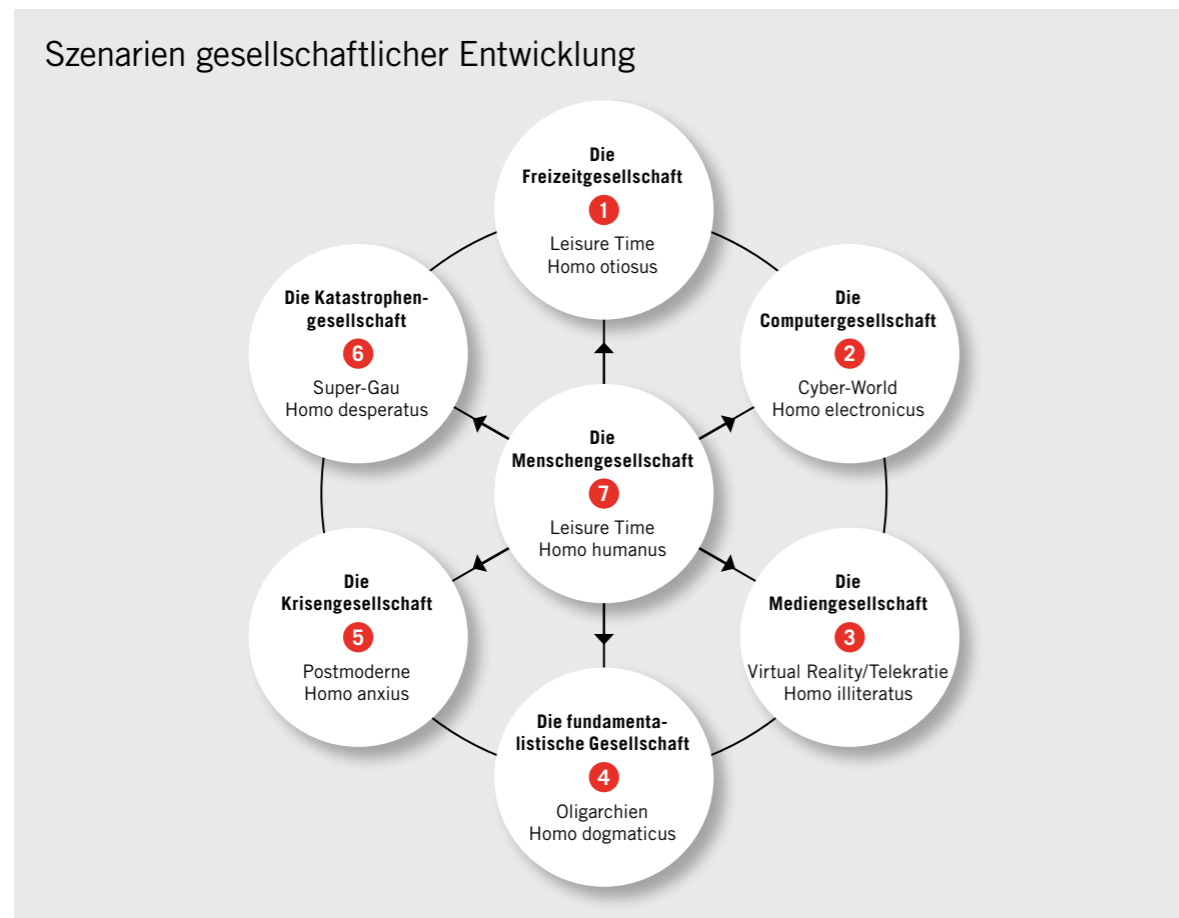 Szenarien gesellschaftlicher Entwicklung
Die
Freizeitgesellschaft
1
Leisure Time
Homo otiosus
Die
Computergesellschaft
2
Cyber-World
Homo electronicus
Die
Mediengesellschaft
3
Virtual Reality/Telekratie
Homo illiteratus
Die fundamenta-
listische Gesellschaft
4
Oligarchien
Homo dogmaticus
Die
Krisengesellschaft
5
Postmoderne
Homo anxius
Die Katastrophen-
gesellschaft
6
Super-Gau
Homo desperatus
Die
Menschengesellschaft
7
Leisure Time
Homo humanus